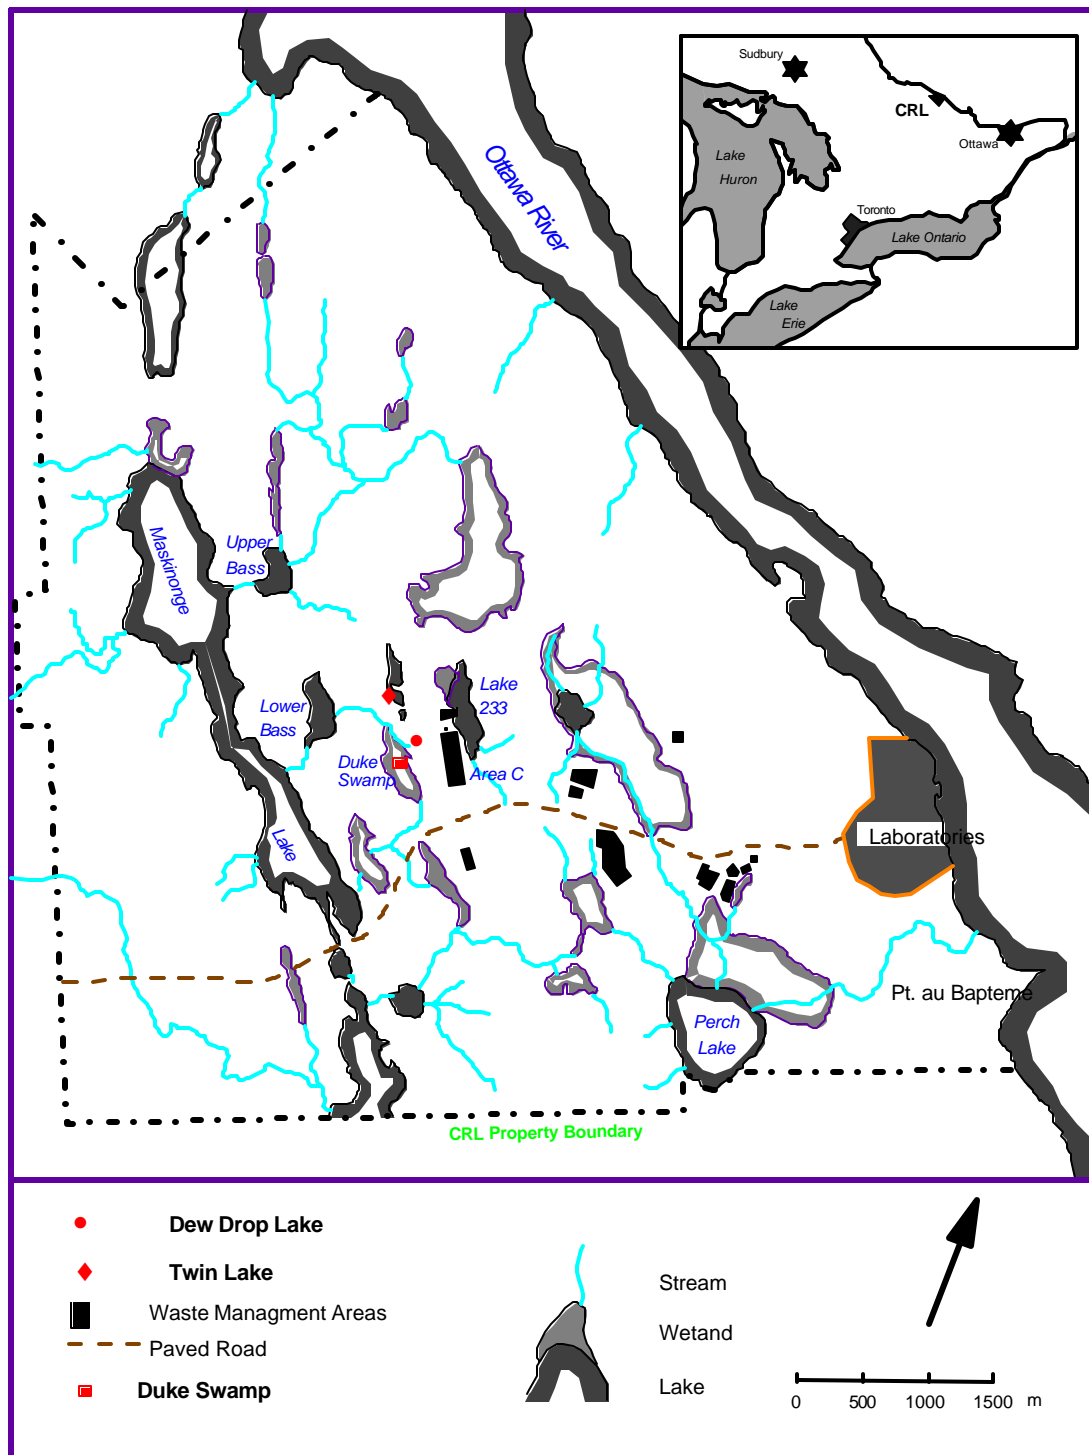 Sudbury
CRL
Ottawa
Lake
Huron
Toronto
Lake Ontario
Lake
Erie
Ottawa River
Maskinonge
Upper
Bass
Lower
Bass
Lake
233
Duke
Swamp
Area C
Lake
Laboratories
Pt. au Bapteme
Perch
Lake
CRL Property Boundary
Dew Drop Lake
Twin Lake
Waste Managment Areas
Paved Road
Duke Swamp
Stream
Wetand
Lake
0 500 1000 1500 m